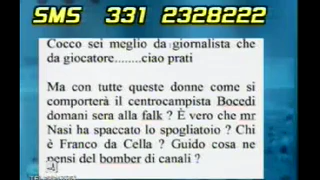 SMS 331 2328222
Cocco sei meglio da giornalista che
da giocatore........ciao prati
Ma con tutte queste donne come si
comporterà il centrocampista Bocedi
domani sera alla falk ? È vero che mr
Nasi ha spaccato lo spogliatoio ? Chi
è Franco da Cella ? Guido cosa ne
pensi del bomber di canali ?